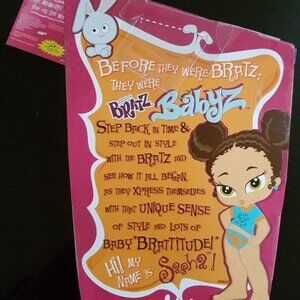 BEFORE THEY WERE BRATZ,
THEY WERE
BRATZ BABYZ
STEP BACK IN TIME &
STEP OUT IN STYLE
WITH THE BRATZ AND
SEE HOW IT ALL BEGAN,
AS THEY XPRESS THEMSELVES
WITH THAT UNIQUE SENSE
OF STYLE AND LOTS OF
BABY "BRATTITUDE!"
HI! MY
NAME IS Sasha!